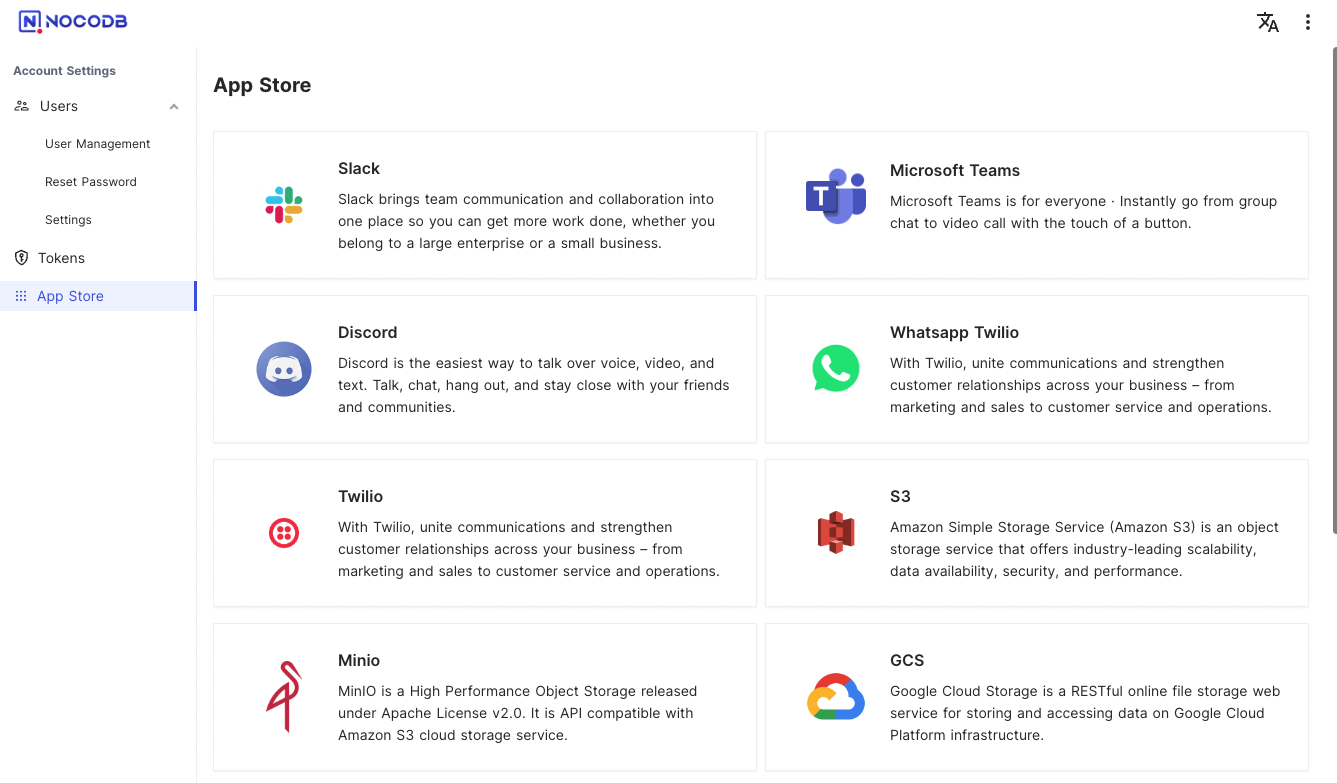 NOCODB
Account Settings
Users
User Management
Reset Password
Settings
Tokens
App Store
App Store
Slack
Slack brings team communication and collaboration into
one place so you can get more work done, whether you
belong to a large enterprise or a small business.
Microsoft Teams
Microsoft Teams is for everyone · Instantly go from group
chat to video call with the touch of a button.
Discord
Discord is the easiest way to talk over voice, video, and
text. Talk, chat, hang out, and stay close with your friends
and communities.
Whatsapp Twilio
With Twilio, unite communications and strengthen
customer relationships across your business – from
marketing and sales to customer service and operations.
Twilio
With Twilio, unite communications and strengthen
customer relationships across your business – from
marketing and sales to customer service and operations.
S3
Amazon Simple Storage Service (Amazon S3) is an object
storage service that offers industry-leading scalability,
data availability, security, and performance.
Minio
MinIO is a High Performance Object Storage released
under Apache License v2.0. It is API compatible with
Amazon S3 cloud storage service.
GCS
Google Cloud Storage is a RESTful online file storage web
service for storing and accessing data on Google Cloud
Platform infrastructure.